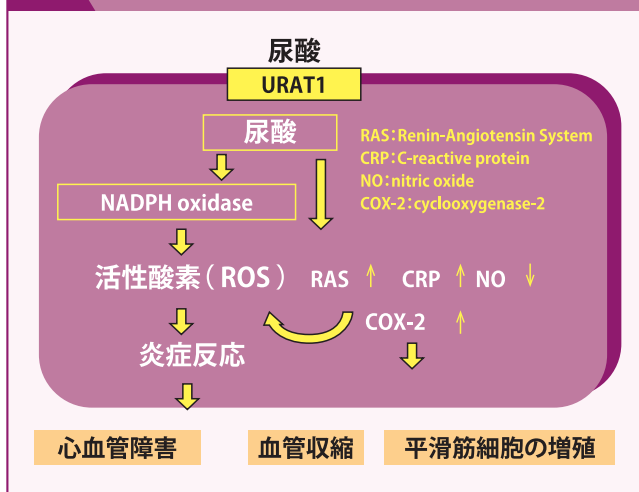 尿酸
URAT1
尿酸
RAS：Renin-Angiotensin System
CRP：C-reactive protein
NO：nitric oxide
COX-2：cyclooxygenase-2
NADPH oxidase
活性酸素（ROS） RAS ↑ CRP ↑ NO ↓
COX-2 ↑
炎症反応
心血管障害 血管収縮 平滑筋細胞の増殖